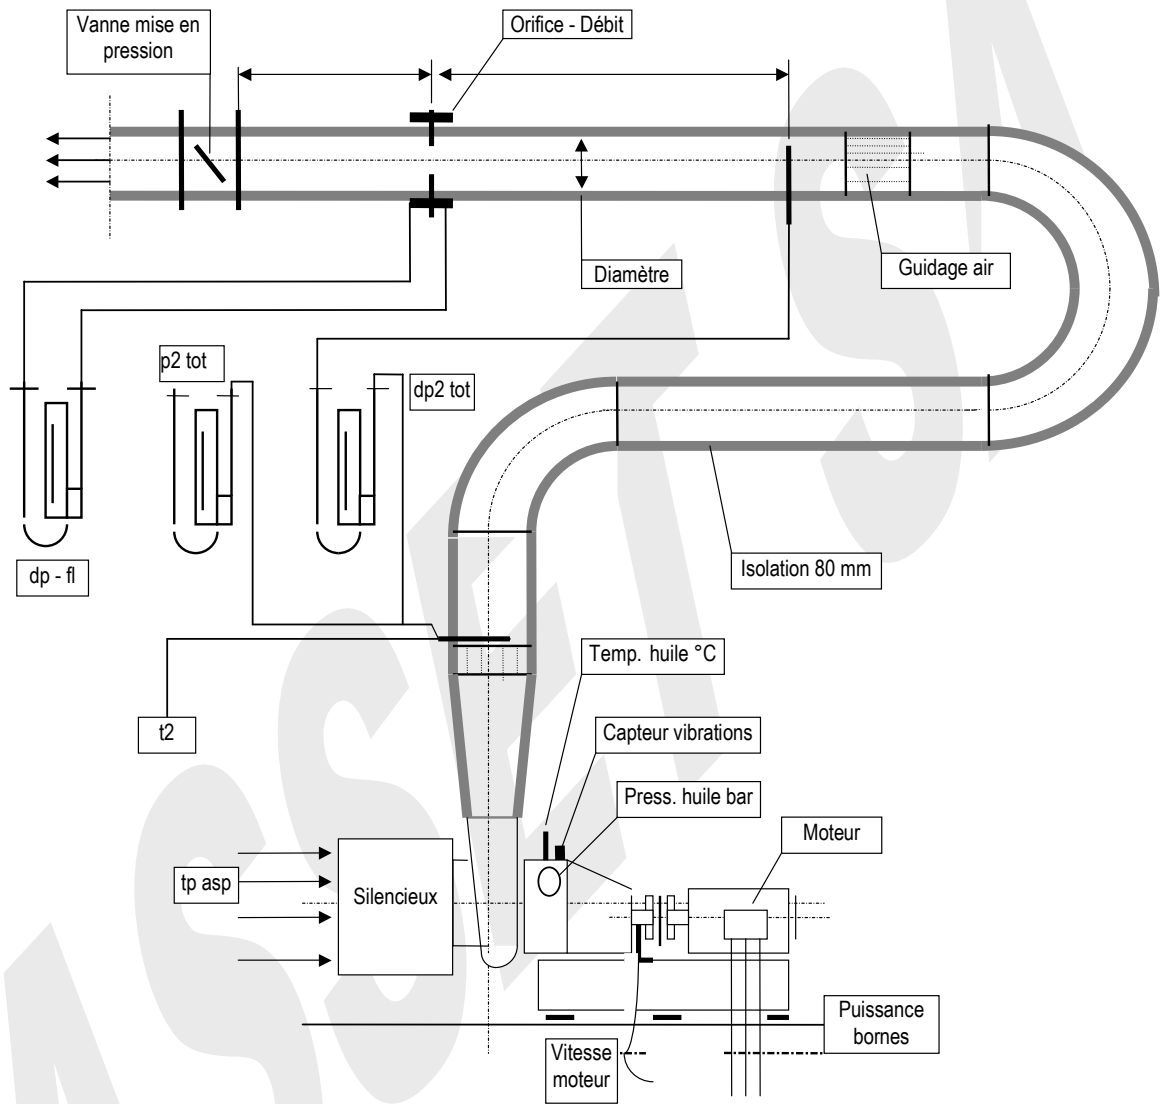 Vanne mise en
pression
Orifice - Débit
Diamètre
Guidage air
p2 tot
dp2 tot
dp - fl
Isolation 80 mm
t2
Temp. huile °C
Capteur vibrations
Press. huile bar
Moteur
tp asp
Silencieux
Puissance
bornes
Vitesse
moteur